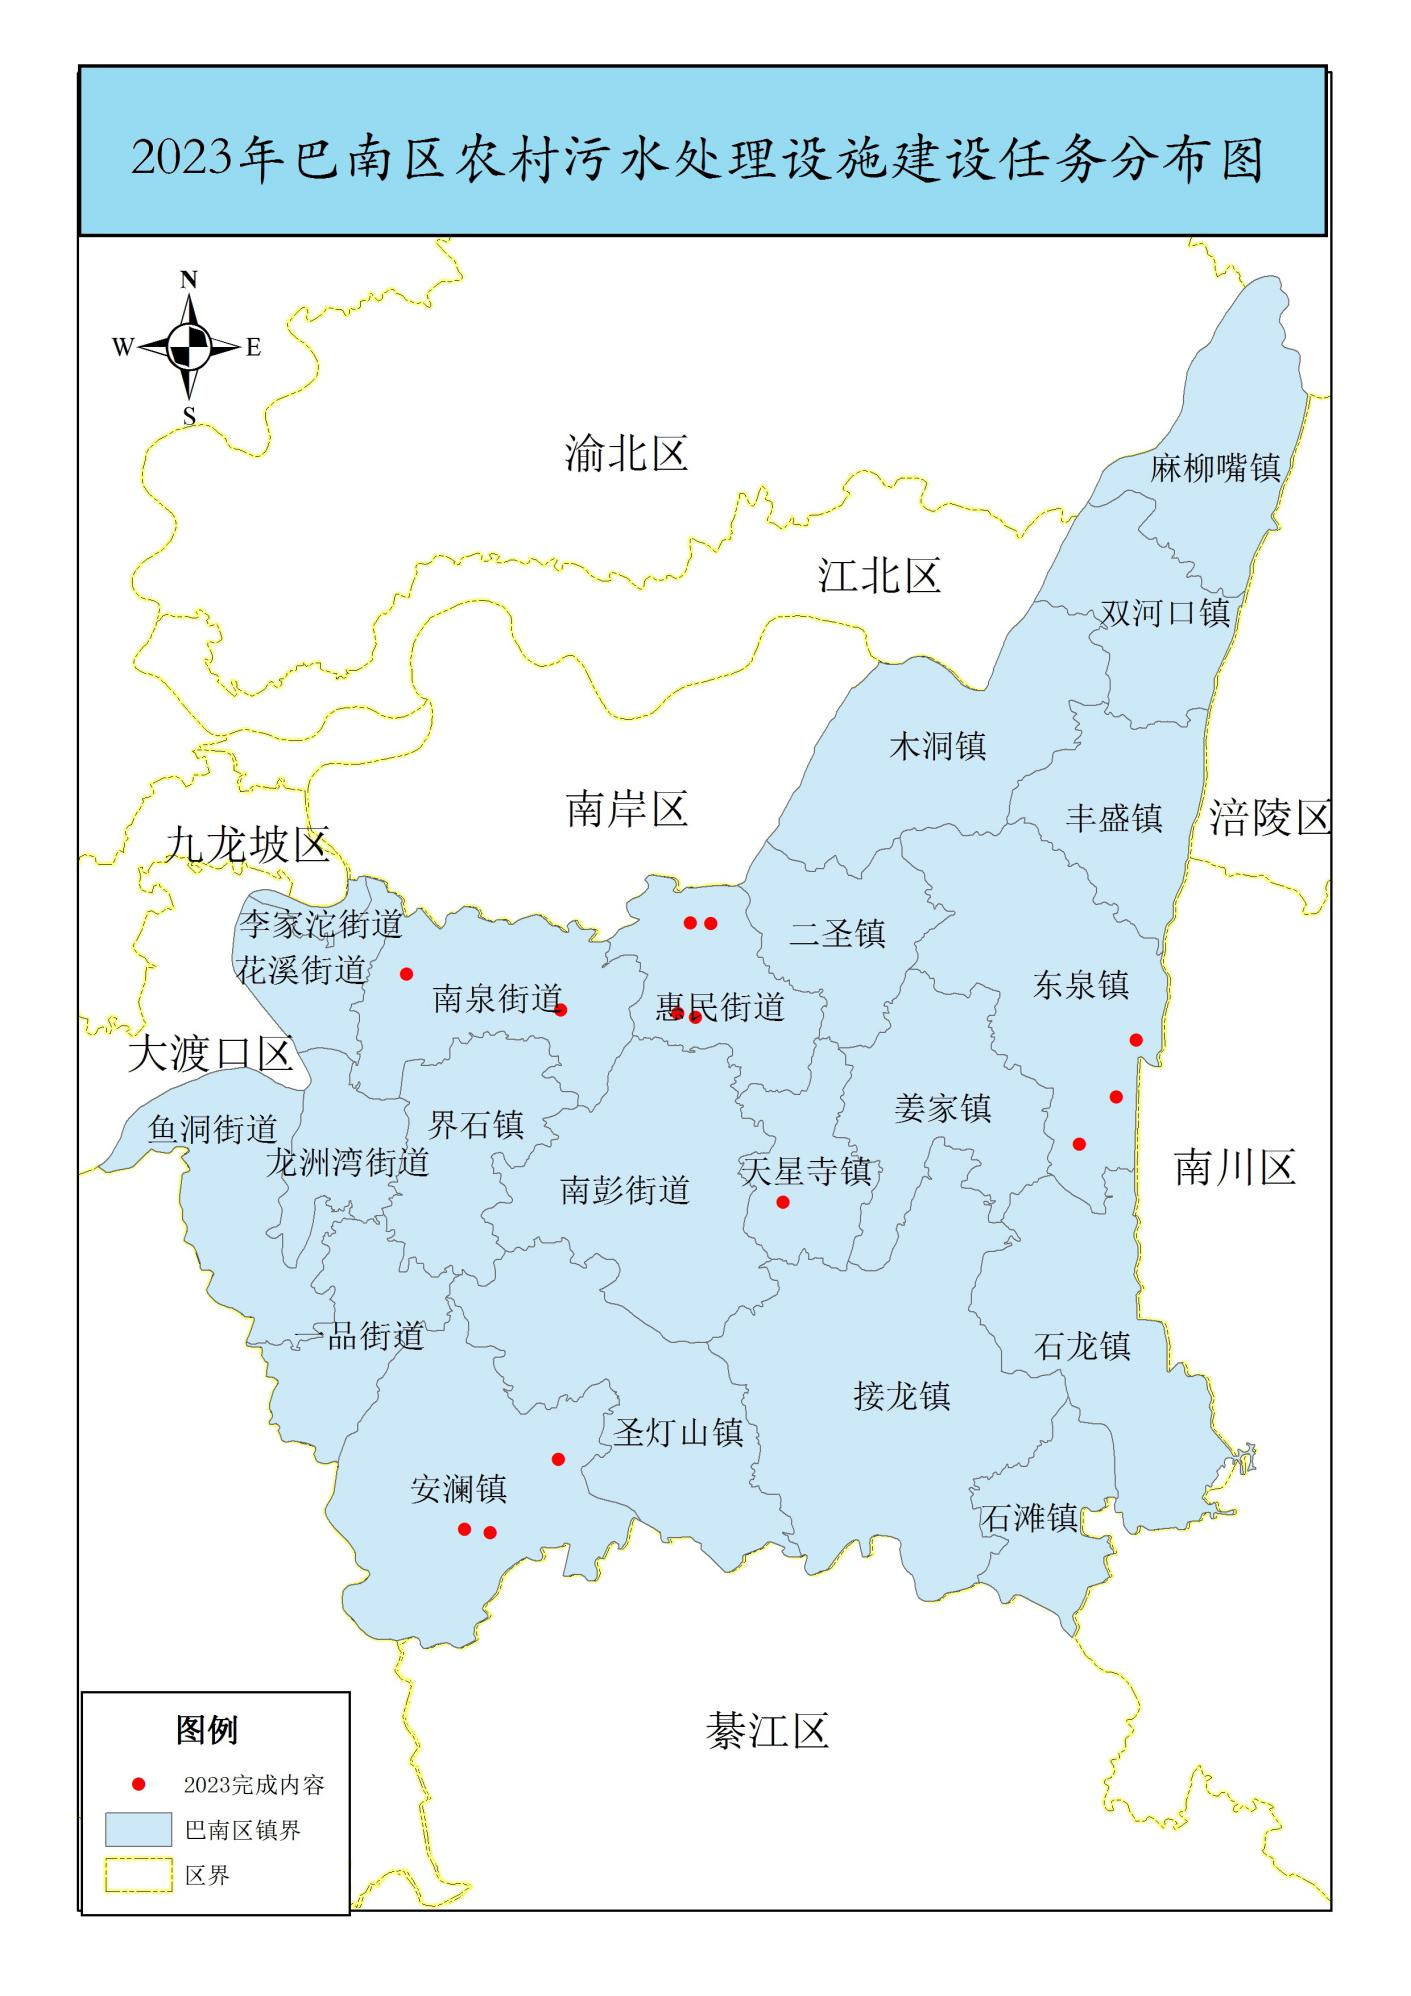 2023年巴南区农村污水处理设施建设任务分布图
N
W
E
S
渝北区
麻柳嘴镇
江北区
双河口镇
木洞镇
南岸区
丰盛镇
涪陵区
九龙坡区
李家沱街道
二圣镇
花溪街道
东泉镇
南泉街道
惠民街道
大渡口区
姜家镇
鱼洞街道
界石镇
龙洲湾街道
天星寺镇
南川区
南彭街道
一品街道
石龙镇
接龙镇
圣灯山镇
安澜镇
石滩镇
綦江区
图例
2023完成内容
巴南区镇界
区界